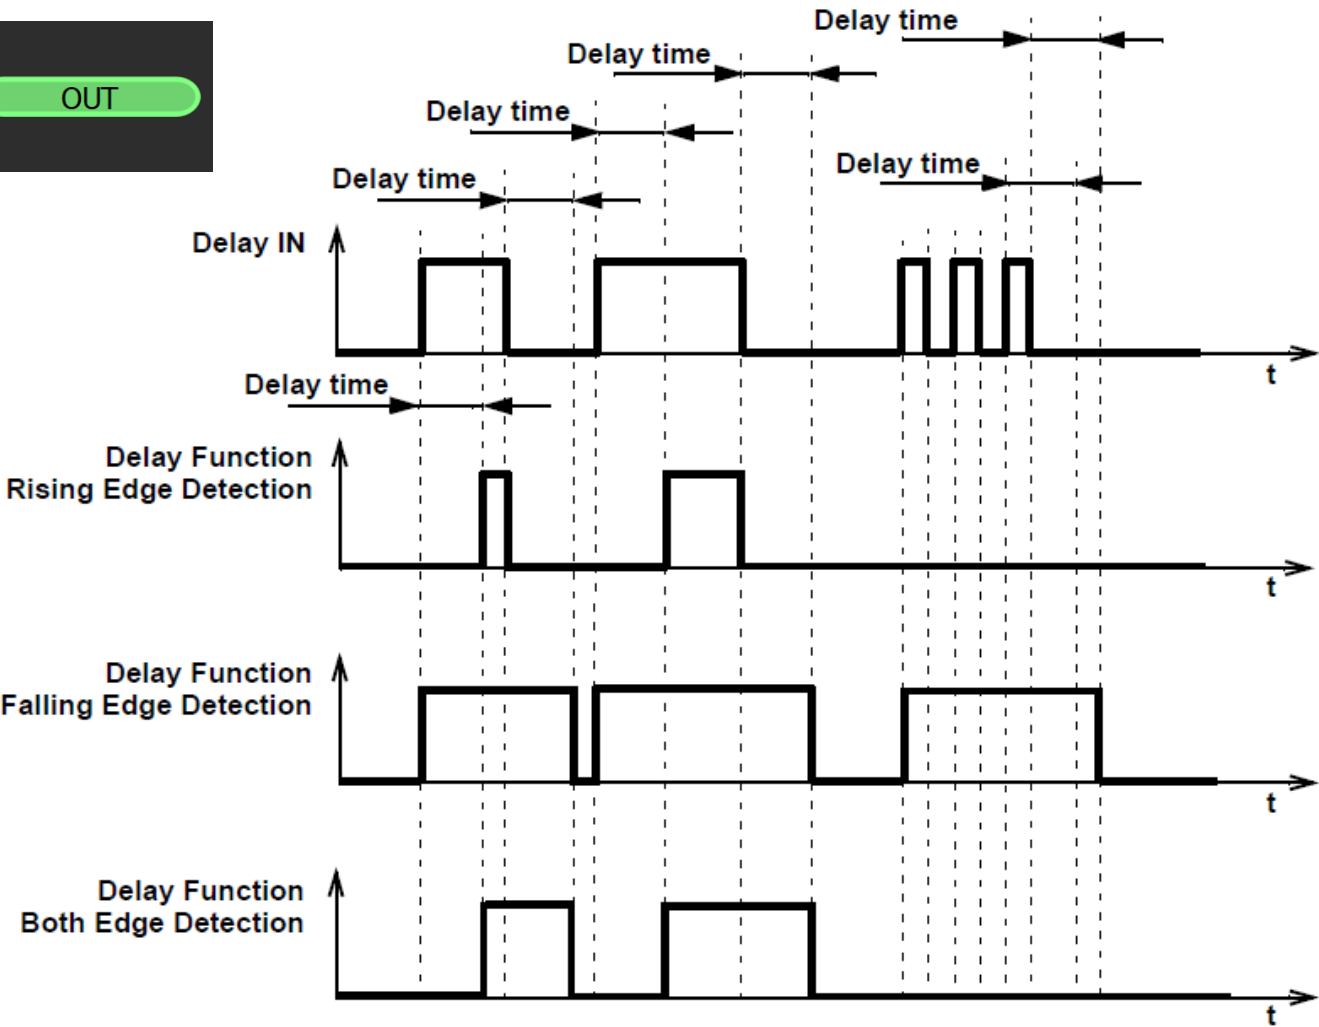 OUT
Delay time
Delay time
Delay time
Delay time
Delay time
Delay IN
t
Delay time
Delay Function
Rising Edge Detection
t
Delay Function
Falling Edge Detection
t
Delay Function
Both Edge Detection
t